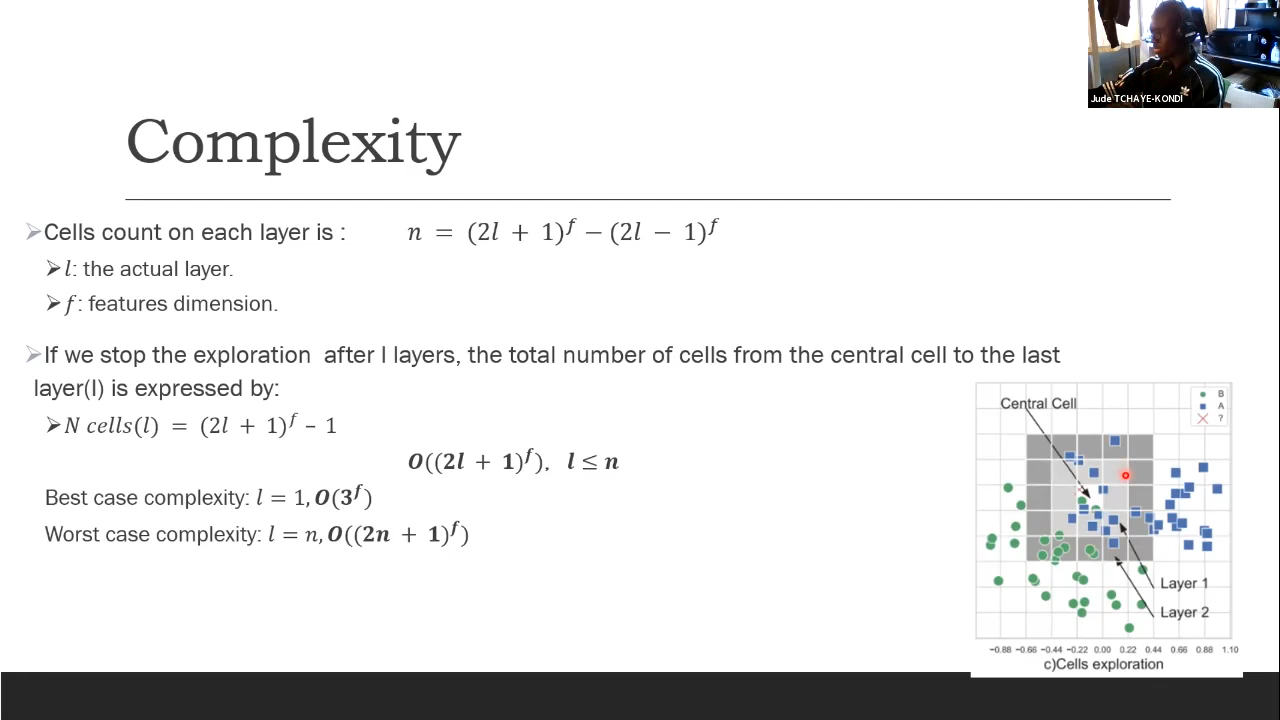 Jude TCHAYE-KONDI
Complexity
Cells count on each layer is : n = (2l + 1)^f − (2l − 1)^f
l: the actual layer.
f: features dimension.
If we stop the exploration after l layers, the total number of cells from the central cell to the last
layer(l) is expressed by:
N cells(l) = (2l + 1)^f – 1
O((2l + 1)^f), l ≤ n
Best case complexity: l = 1, O(3^f)
Worst case complexity: l = n, O((2n + 1)^f)
Central Cell
B
A
?
Layer 1
Layer 2
−0.88 −0.66 −0.44 −0.22 0.00 0.22 0.44 0.66 0.88 1.10
c)Cells exploration